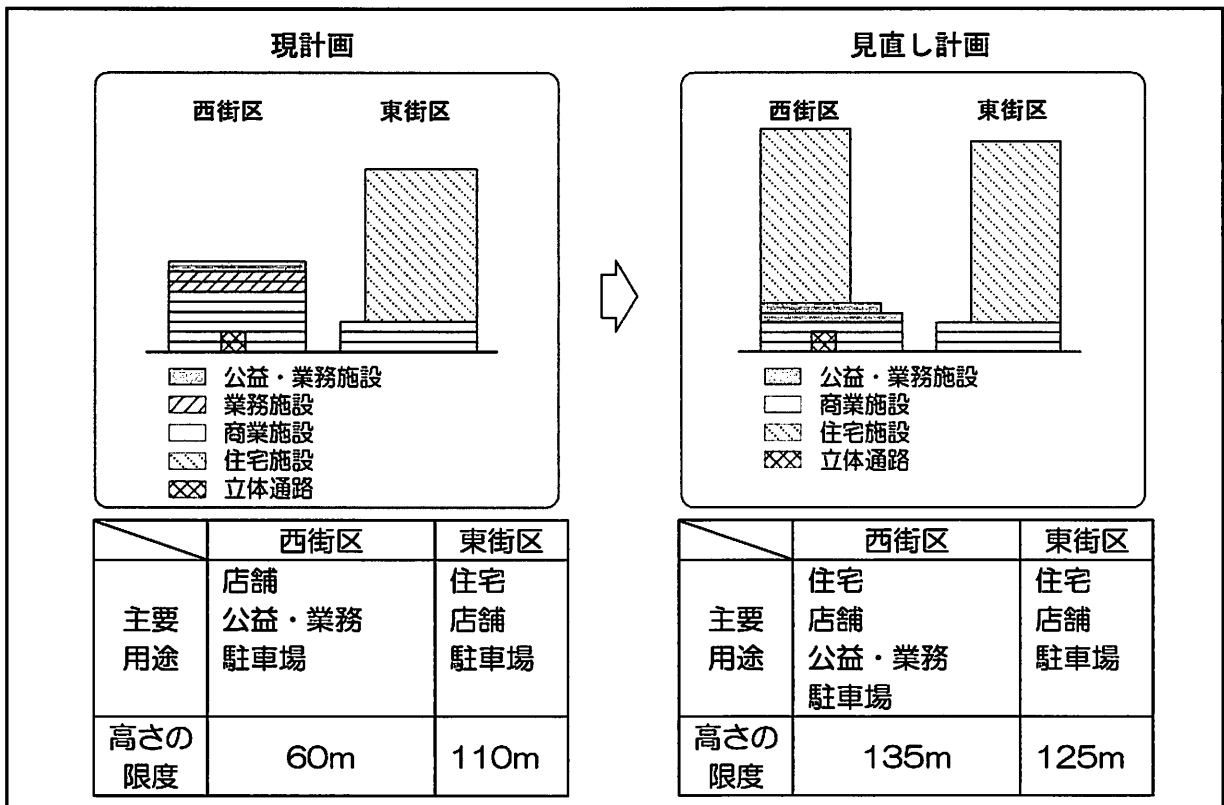 現計画
西街区 東街区
公益・業務施設
業務施設
商業施設
住宅施設
立体通路
西街区 東街区
主要用途
店舗
公益・業務
駐車場
住宅
店舗
駐車場
高さの限度 60m 110m
見直し計画
西街区 東街区
公益・業務施設
商業施設
住宅施設
立体通路
西街区 東街区
主要用途
住宅
店舗
公益・業務
駐車場
住宅
店舗
駐車場
高さの限度 135m 125m